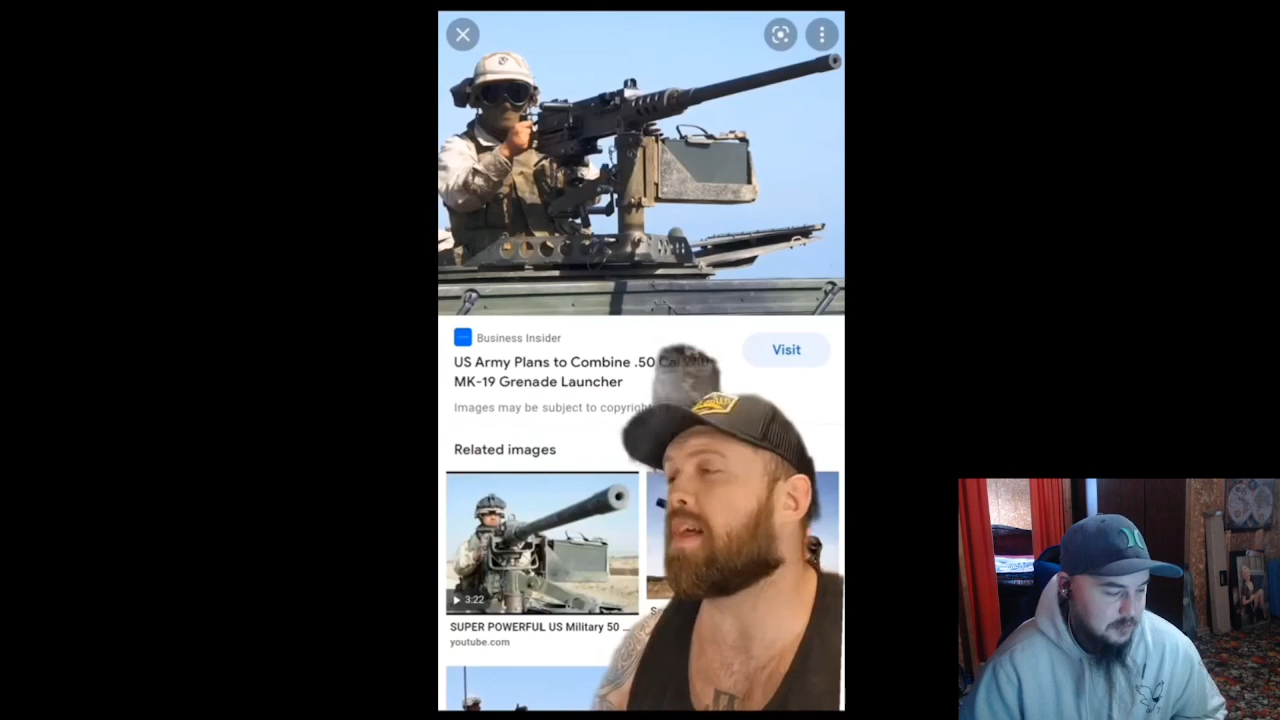 Business Insider
Visit
US Army Plans to Combine .50 Cal With
MK-19 Grenade Launcher
Images may be subject to copyright
Related images
3:22
SUPER POWERFUL US Military 50 ...
youtube.com